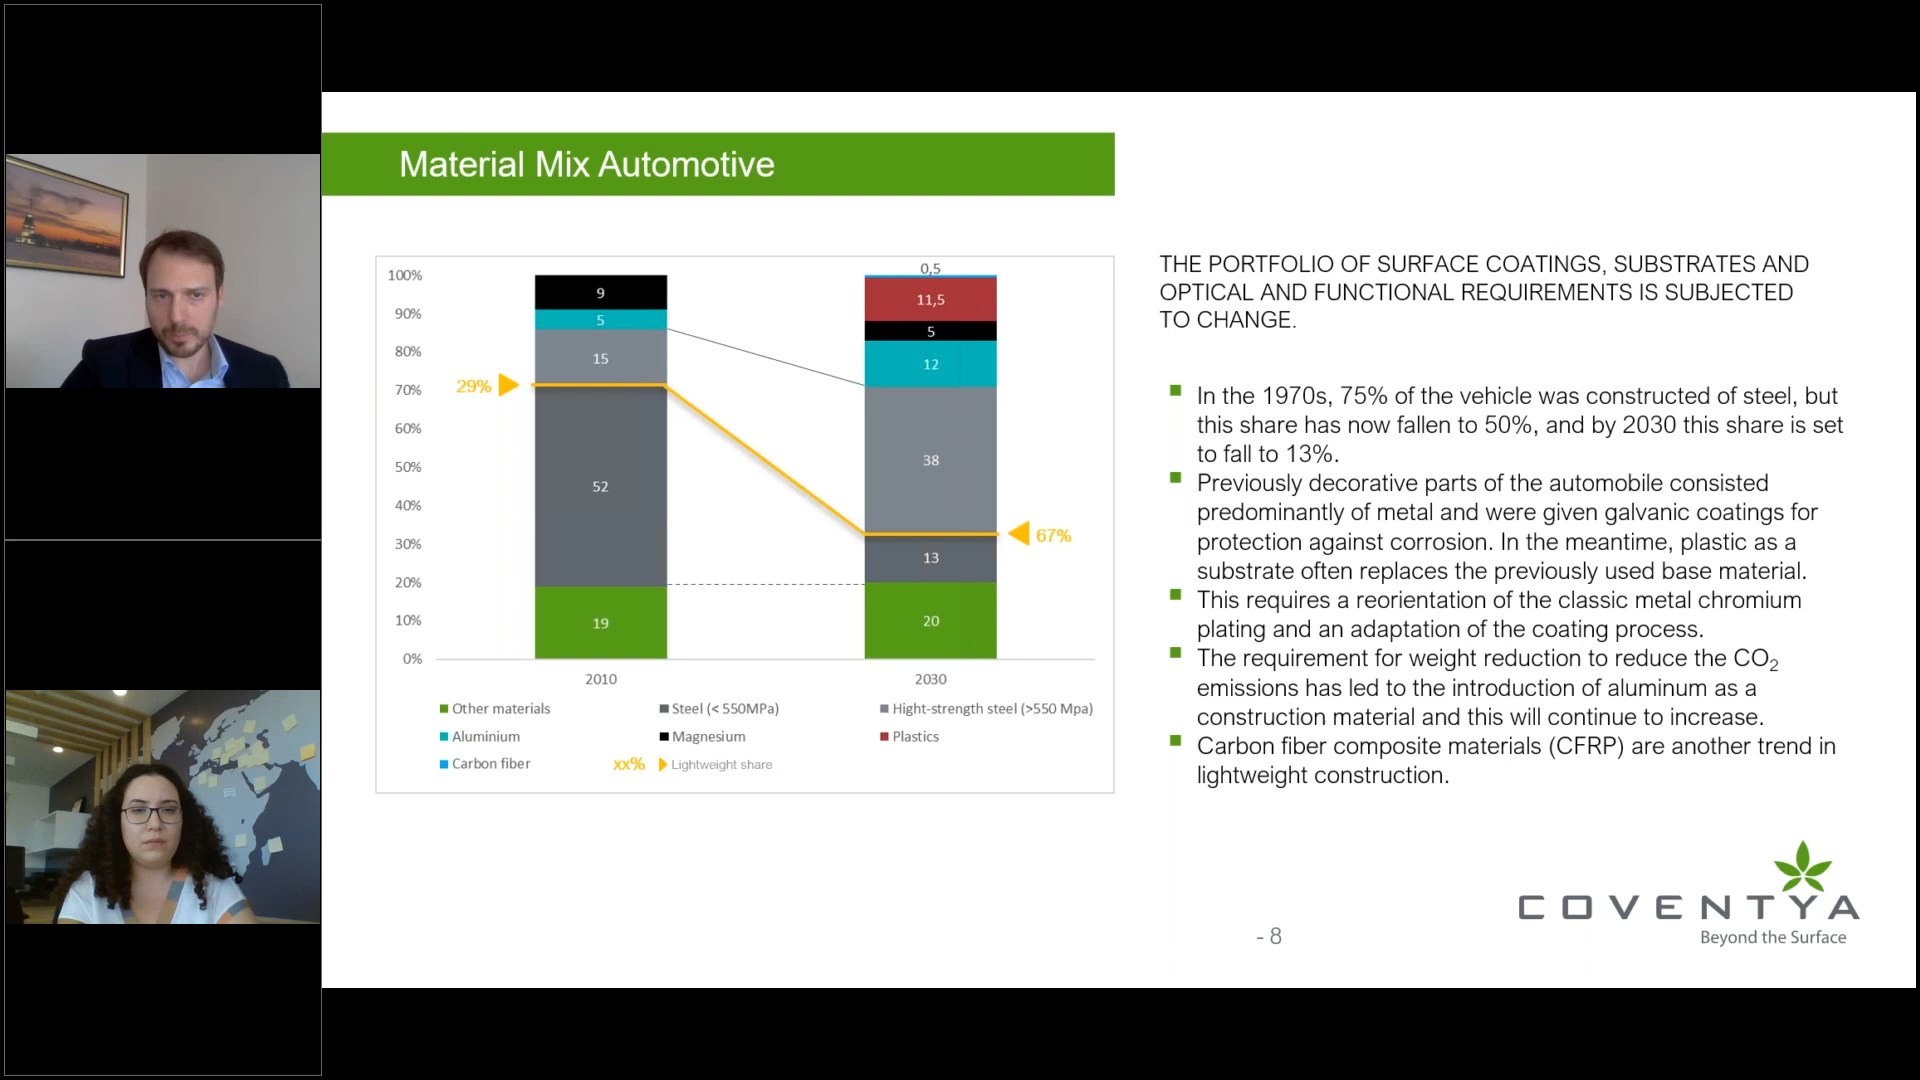 Material Mix Automotive
100%
90%
80%
70%
60%
50%
40%
30%
20%
10%
0%
29%
9
5
15
52
19
0,5
11,5
5
12
38
13
20
67%
2010
2030
Other materials
Steel (< 550MPa)
Hight-strength steel (>550 Mpa)
Aluminium
Magnesium
Plastics
Carbon fiber
xx%
Lightweight share
THE PORTFOLIO OF SURFACE COATINGS, SUBSTRATES AND
OPTICAL AND FUNCTIONAL REQUIREMENTS IS SUBJECTED
TO CHANGE.
In the 1970s, 75% of the vehicle was constructed of steel, but
this share has now fallen to 50%, and by 2030 this share is set
to fall to 13%.
Previously decorative parts of the automobile consisted
predominantly of metal and were given galvanic coatings for
protection against corrosion. In the meantime, plastic as a
substrate often replaces the previously used base material.
This requires a reorientation of the classic metal chromium
plating and an adaptation of the coating process.
The requirement for weight reduction to reduce the CO₂
emissions has led to the introduction of aluminum as a
construction material and this will continue to increase.
Carbon fiber composite materials (CFRP) are another trend in
lightweight construction.
COVENTYA
Beyond the Surface
- 8